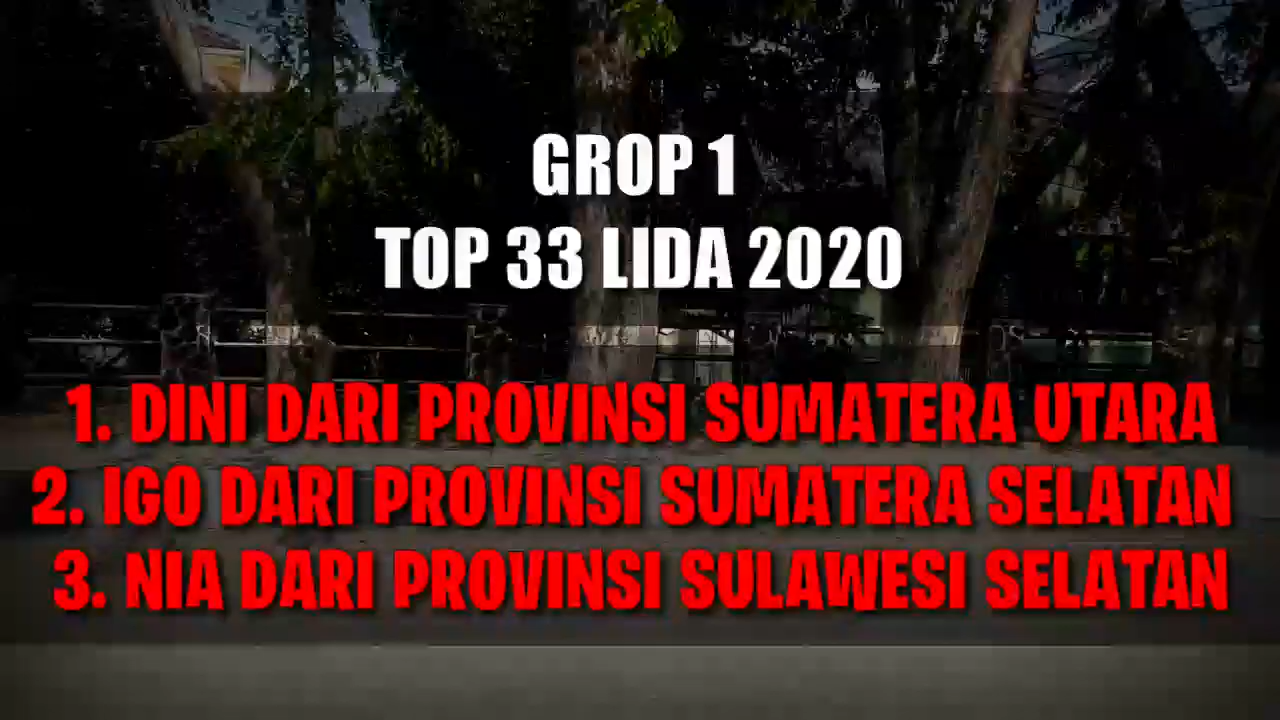 GROP 1
TOP 33 LIDA 2020
1. DINI DARI PROVINSI SUMATERA UTARA
2. IGO DARI PROVINSI SUMATERA SELATAN
3. NIA DARI PROVINSI SULAWESI SELATAN